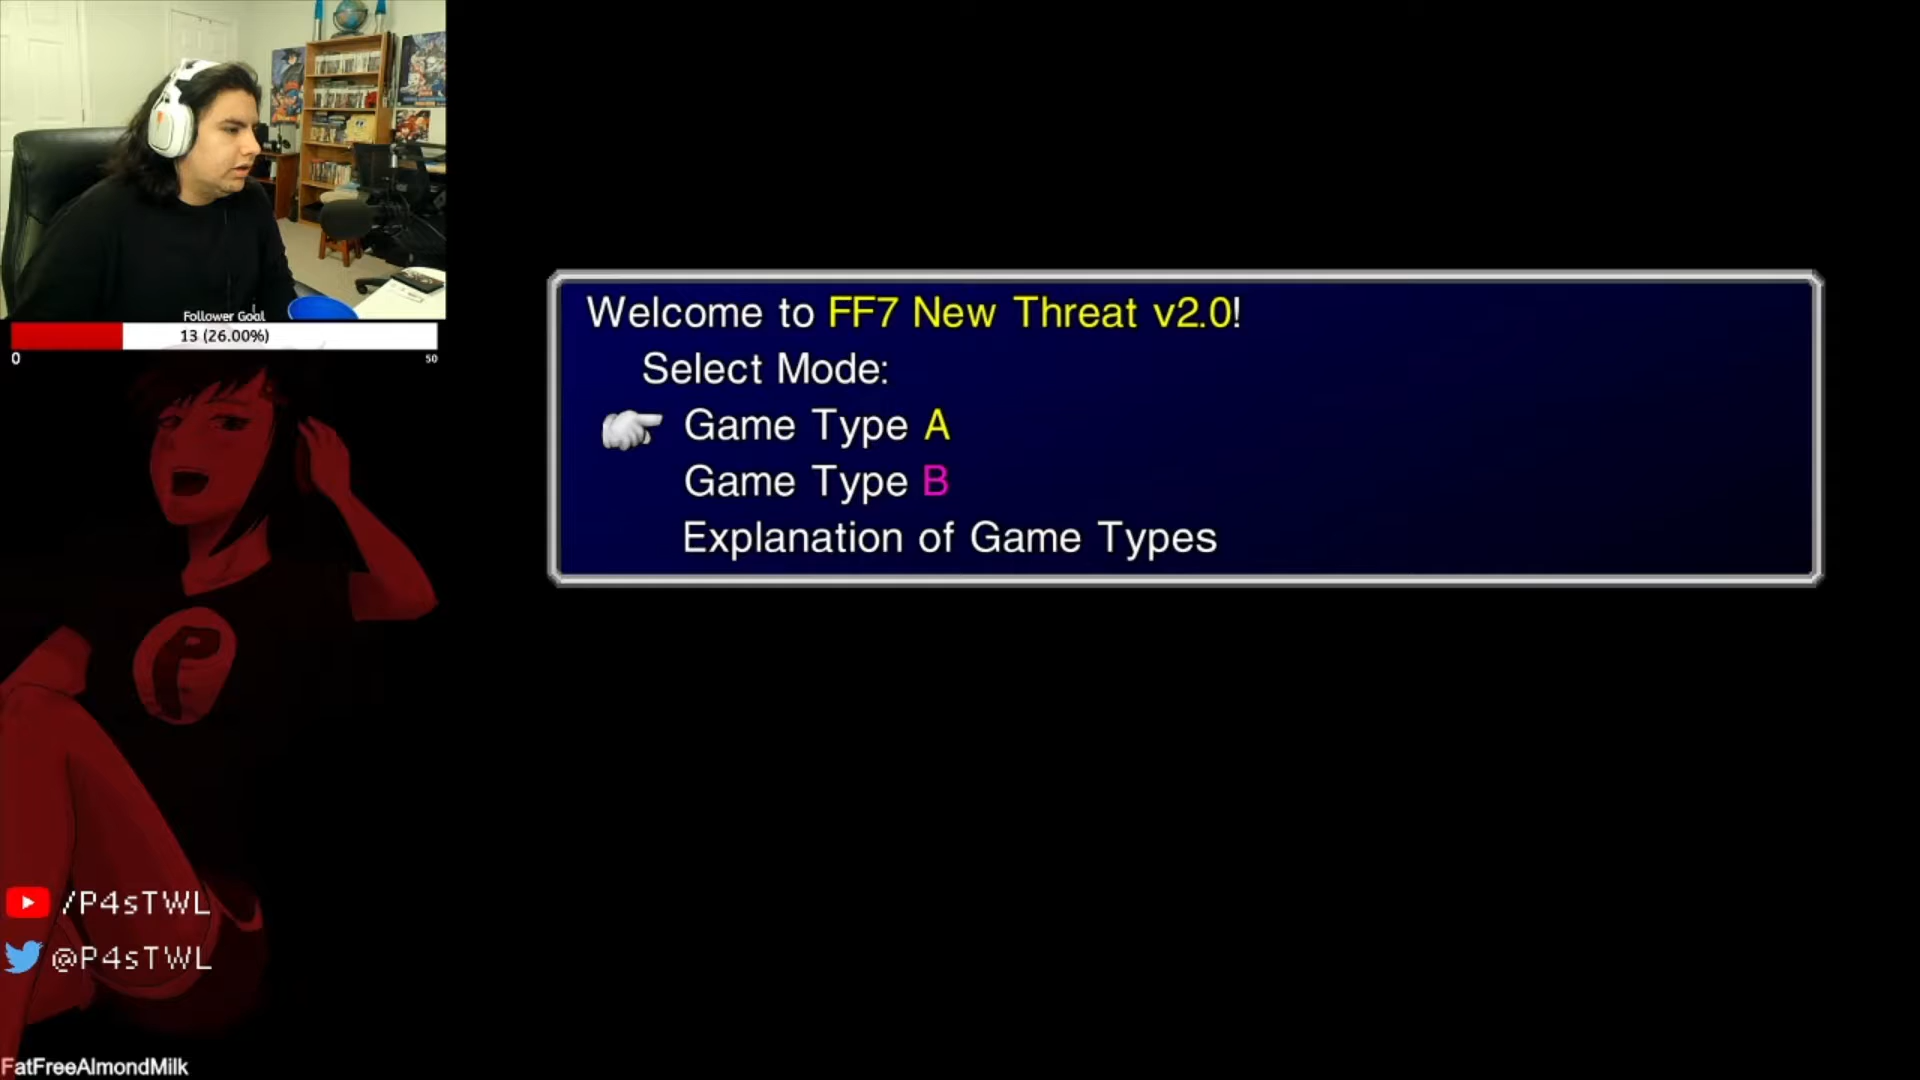 Follower Goal
13 (26.00%)
0
50
Welcome to FF7 New Threat v2.0!
Select Mode:
Game Type A
Game Type B
Explanation of Game Types
P
/P4sTWL
@P4sTWL
FatFreeAlmondMilk